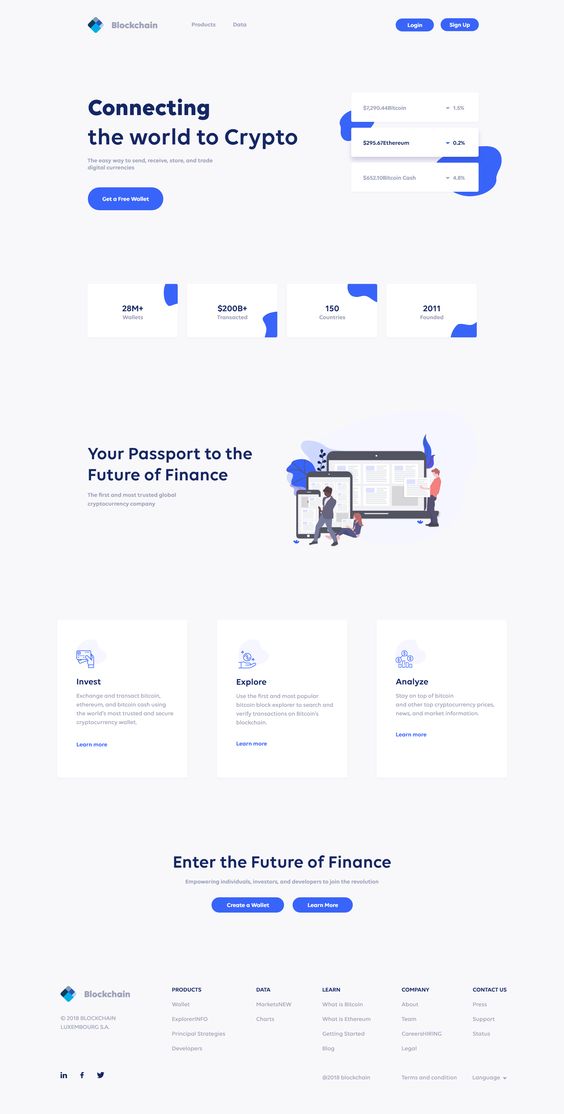 Blockchain
Products
Data
Login
Sign Up
Connecting
the world to Crypto
The easy way to send, receive, store, and trade
digital currencies
Get a Free Wallet
$7,290.44Bitcoin 1.5%
$295.67Ethereum 0.2%
$652.10Bitcoin Cash 4.8%
28M+
Wallets
$200B+
Transacted
150
Countries
2011
Founded
Your Passport to the
Future of Finance
The first and most trusted global
cryptocurrency company
Invest
Exchange and transact bitcoin,
ethereum, and bitcoin cash using
the world's most trusted and secure
cryptocurrency wallet.
Learn more
Explore
Use the first and most popular
bitcoin block explorer to search and
verify transactions on Bitcoin's
blockchain.
Learn more
Analyze
Stay on top of bitcoin
and other top cryptocurrency prices,
news, and market information.
Learn more
Enter the Future of Finance
Empowering individuals, investors, and developers to join the revolution
Create a Wallet
Learn More
Blockchain
© 2018 BLOCKCHAIN
LUXEMBOURG S.A.
in f
PRODUCTS
Wallet
ExplorerINFO
Principal Strategies
Developers
DATA
MarketsNEW
Charts
LEARN
What is Bitcoin
What is Ethereum
Getting Started
Blog
COMPANY
About
Team
CareersHIRING
Legal
CONTACT US
Press
Support
Status
@2018 blockchain
Terms and condition
Language